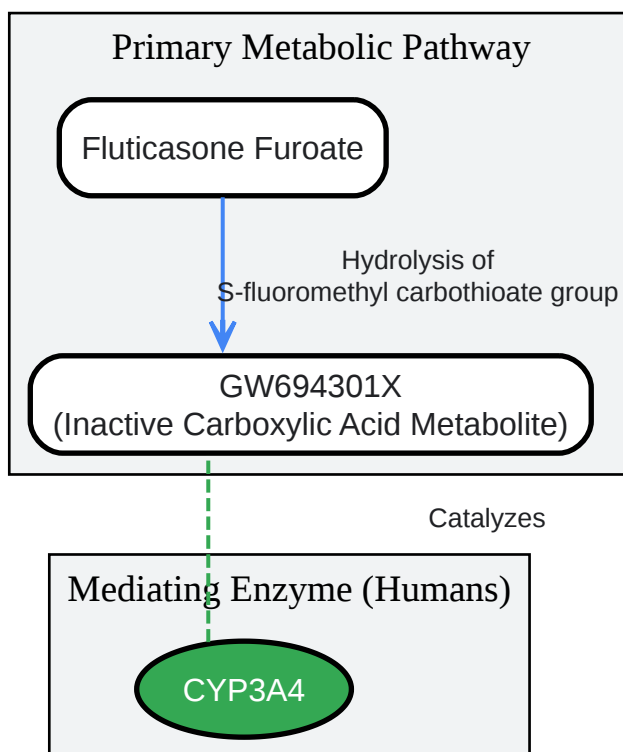 Primary Metabolic Pathway
Fluticasone Furoate
Hydrolysis of
S-fluoromethyl carbothioate group
GW694301X
(Inactive Carboxylic Acid Metabolite)
Catalyzes
Mediating Enzyme (Humans)
CYP3A4